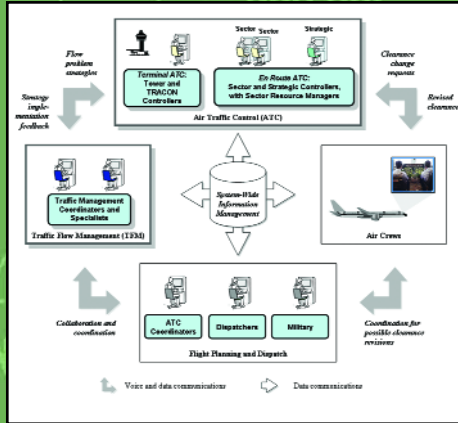 Flow
problem
strategies
Sector
Sector
Strategic
Clearance
change
requests
Terminal ATC:
Tower and
TRACON
Controllers
En Route ATC:
Sector and Strategic Controllers,
with Sector Resource Managers
Air Traffic Control (ATC)
Strategy
imple-
mentation
feedback
Revised
clearance
System-Wide
Information
Management
Traffic Management
Coordinators and
Specialists
Traffic Flow Management (TFM)
Air Crews
Collaboration and
coordination
ATC
Coordinators
Dispatchers
Military
Flight Planning and Dispatch
Coordination for
possible clearance
revisions
Voice and data communications
Data communications